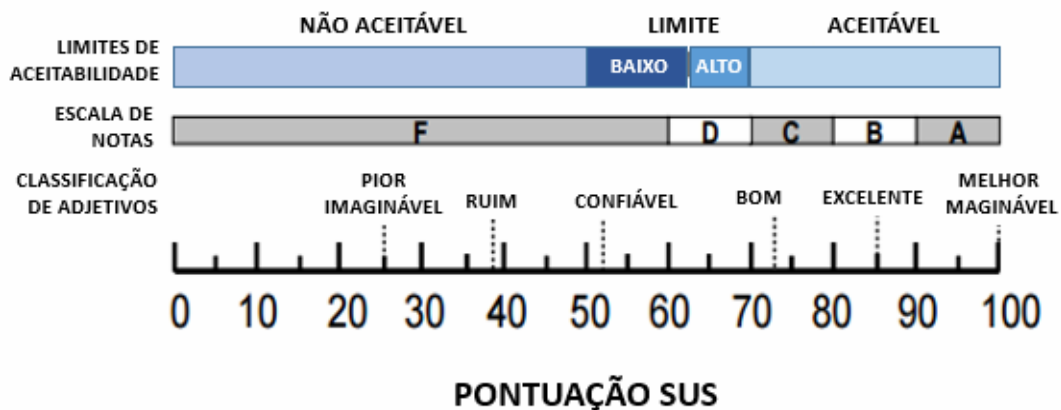 NÃO ACEITÁVEL LIMITE ACEITÁVEL
LIMITES DE
ACEITABILIDADE
BAIXO ALTO
ESCALA DE
NOTAS
F D C B A
CLASSIFICAÇÃO
DE ADJETIVOS
PIOR
IMAGINÁVEL
RUIM
CONFIÁVEL
BOM
EXCELENTE
MELHOR
MAGINÁVEL
0 10 20 30 40 50 60 70 80 90 100
PONTUAÇÃO SUS